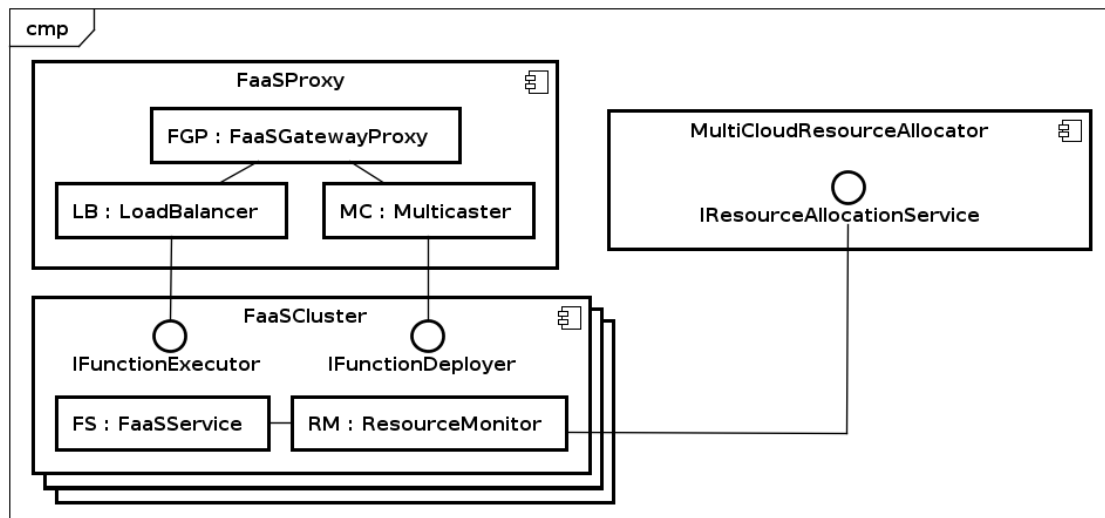 cmp
FaaSProxy
FGP : FaaSGatewayProxy
LB : LoadBalancer
MC : Multicaster
MultiCloudResourceAllocator
IResourceAllocationService
FaaSCluster
IFunctionExecutor
IFunctionDeployer
FS : FaaSService
RM : ResourceMonitor